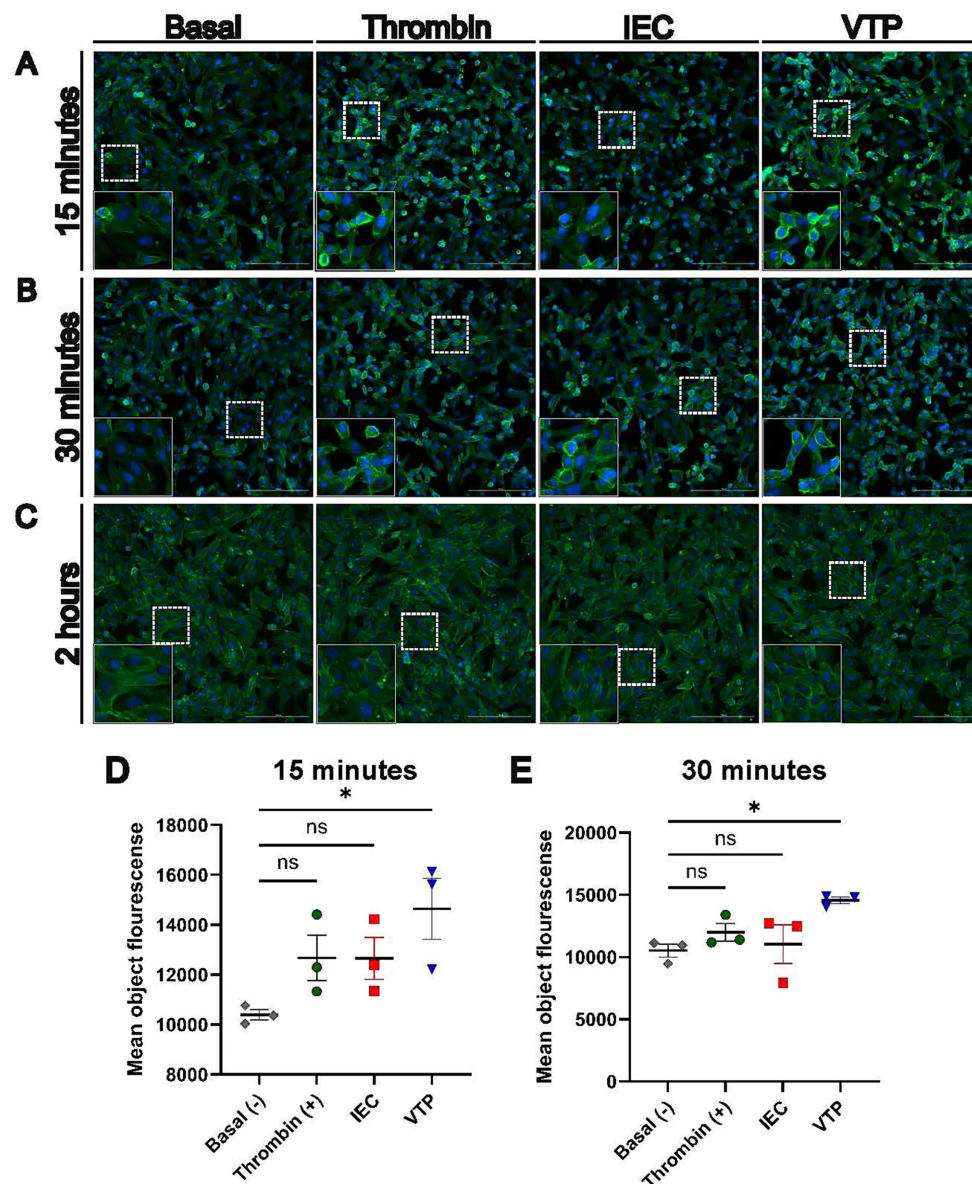 Basal Thrombin IEC VTP
A
15 minutes
B
30 minutes
C
2 hours
D 15 minutes
Mean object flourescense
18000
16000
14000
12000
10000
8000
ns
ns
*
Basal (-)
Thrombin (+)
IEC
VTP
E 30 minutes
Mean object flourescense
20000
15000
10000
5000
0
ns
ns
*
Basal (-)
Thrombin (+)
IEC
VTP